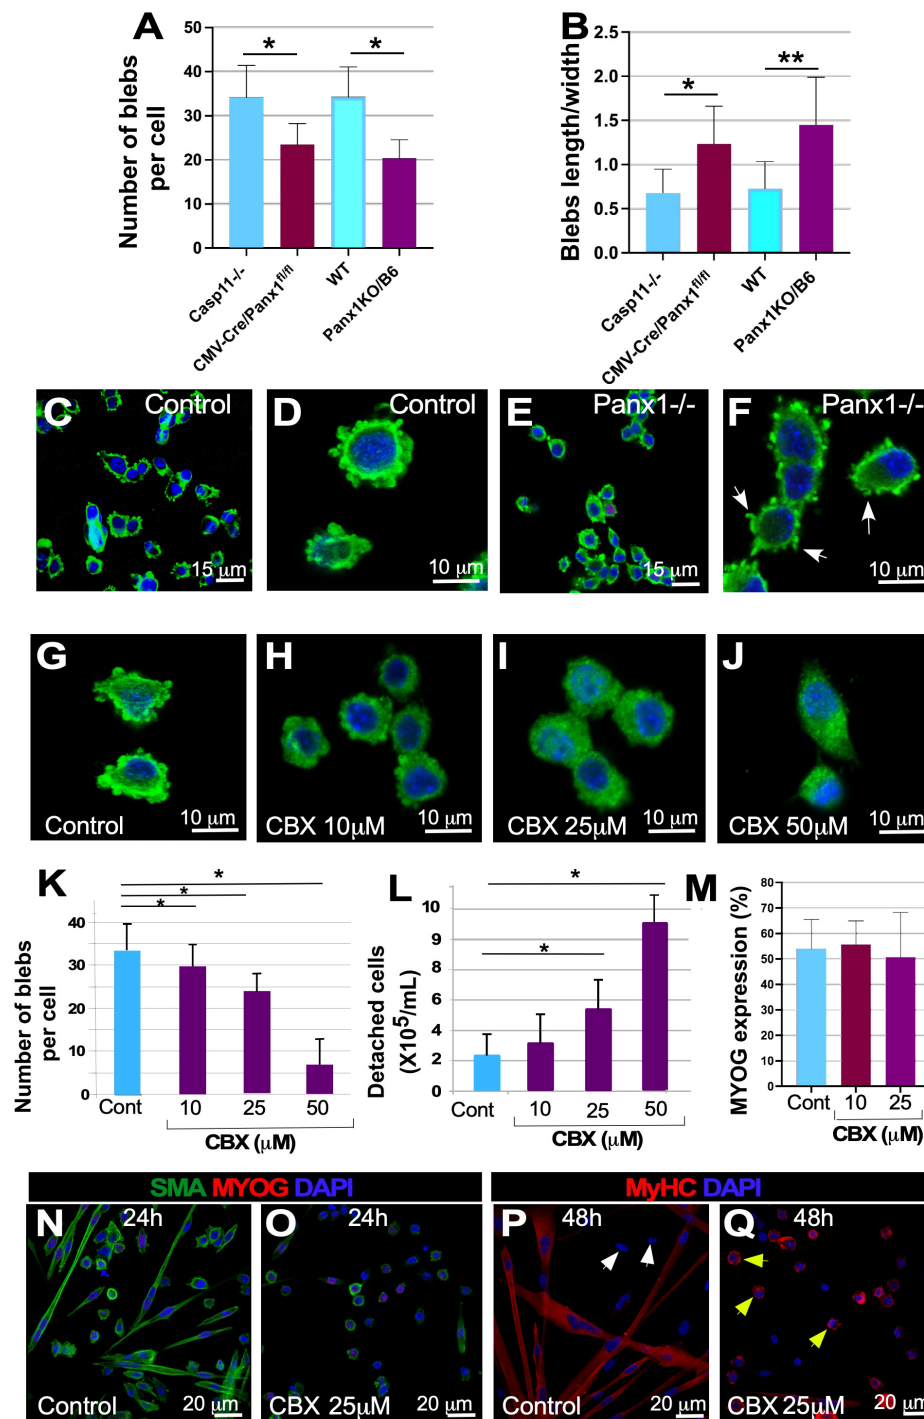 A
Number of blebs
per cell
50
40
30
20
10
0
*
*
Casp11-/-
CMV-Cre/Panx1fl/fl
WT
Panx1KO/B6
B
Blebs length/width
2.5
2.0
1.5
1.0
0.5
0.0
*
**
Casp11-/-
CMV-Cre/Panx1fl/fl
WT
Panx1KO/B6
C
Control
15 μm
D
Control
10 μm
E
Panx1-/-
15 μm
F
Panx1-/-
10 μm
G
Control
10 μm
H
CBX 10μM
10 μm
I
CBX 25μM
10 μm
J
CBX 50μM
10 μm
K
Number of blebs
per cell
40
30
20
10
0
*
*
*
Cont
10
25
50
CBX (μM)
L
Detached cells
(X10⁵/mL)
10
9
6
4
2
0
*
*
Cont
10
25
50
CBX (μM)
M
MYOG expression (%)
80
70
60
50
40
30
20
10
0
Cont
10
25
CBX (μM)
SMA MYOG DAPI
MyHC DAPI
N
24h
Control
20 μm
O
24h
CBX 25μM
20 μm
P
48h
Control
20 μm
Q
48h
CBX 25μM
20 μm